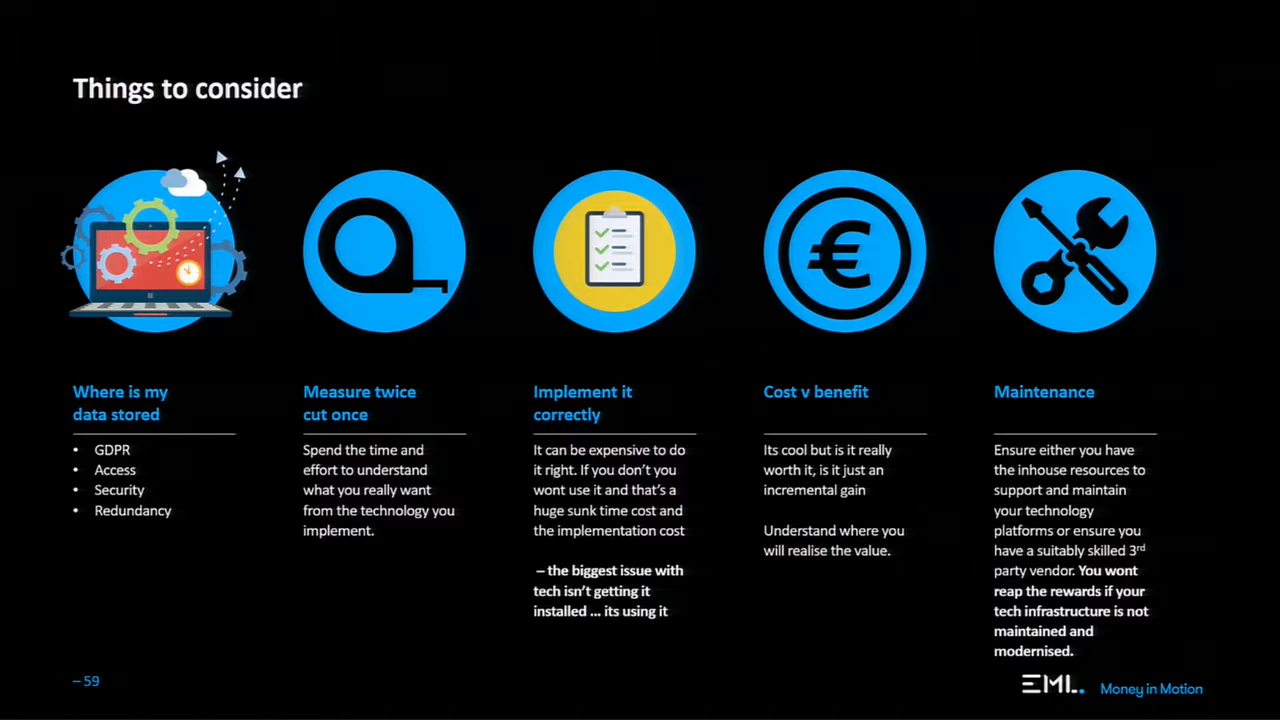 Things to consider
Where is my
data stored
• GDPR
• Access
• Security
• Redundancy
Measure twice
cut once
Spend the time and
effort to understand
what you really want
from the technology you
implement.
Implement it
correctly
It can be expensive to do
it right. If you don't you
wont use it and that's a
huge sunk time cost and
the implementation cost
– the biggest issue with
tech isn't getting it
installed ... its using it
Cost v benefit
Its cool but is it really
worth it, is it just an
incremental gain
Understand where you
will realise the value.
Maintenance
Ensure either you have
the inhouse resources to
support and maintain
your technology
platforms or ensure you
have a suitably skilled 3rd
party vendor. You wont
reap the rewards if your
tech infrastructure is not
maintained and
modernised.
– 59
EML.
Money in Motion